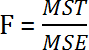 F = MST/MSE